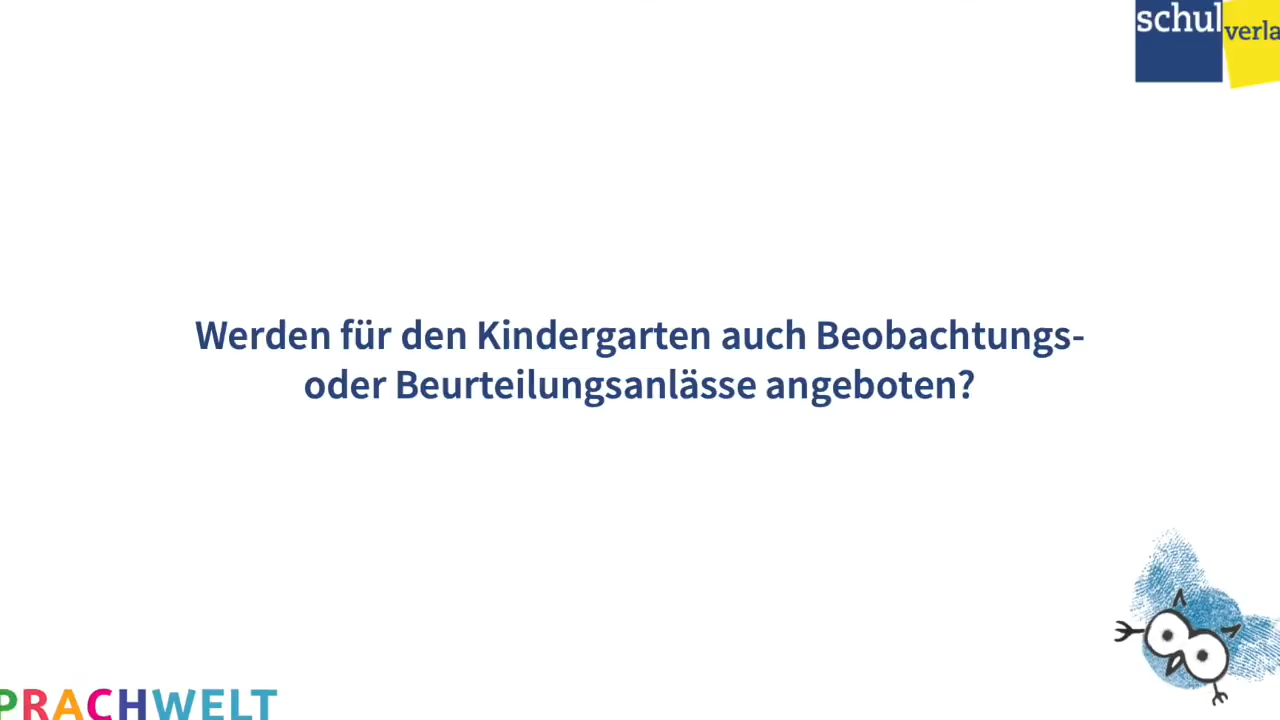 schul
verla
Werden für den Kindergarten auch Beobachtungs-
oder Beurteilungsanlässe angeboten?
PRACHWELT